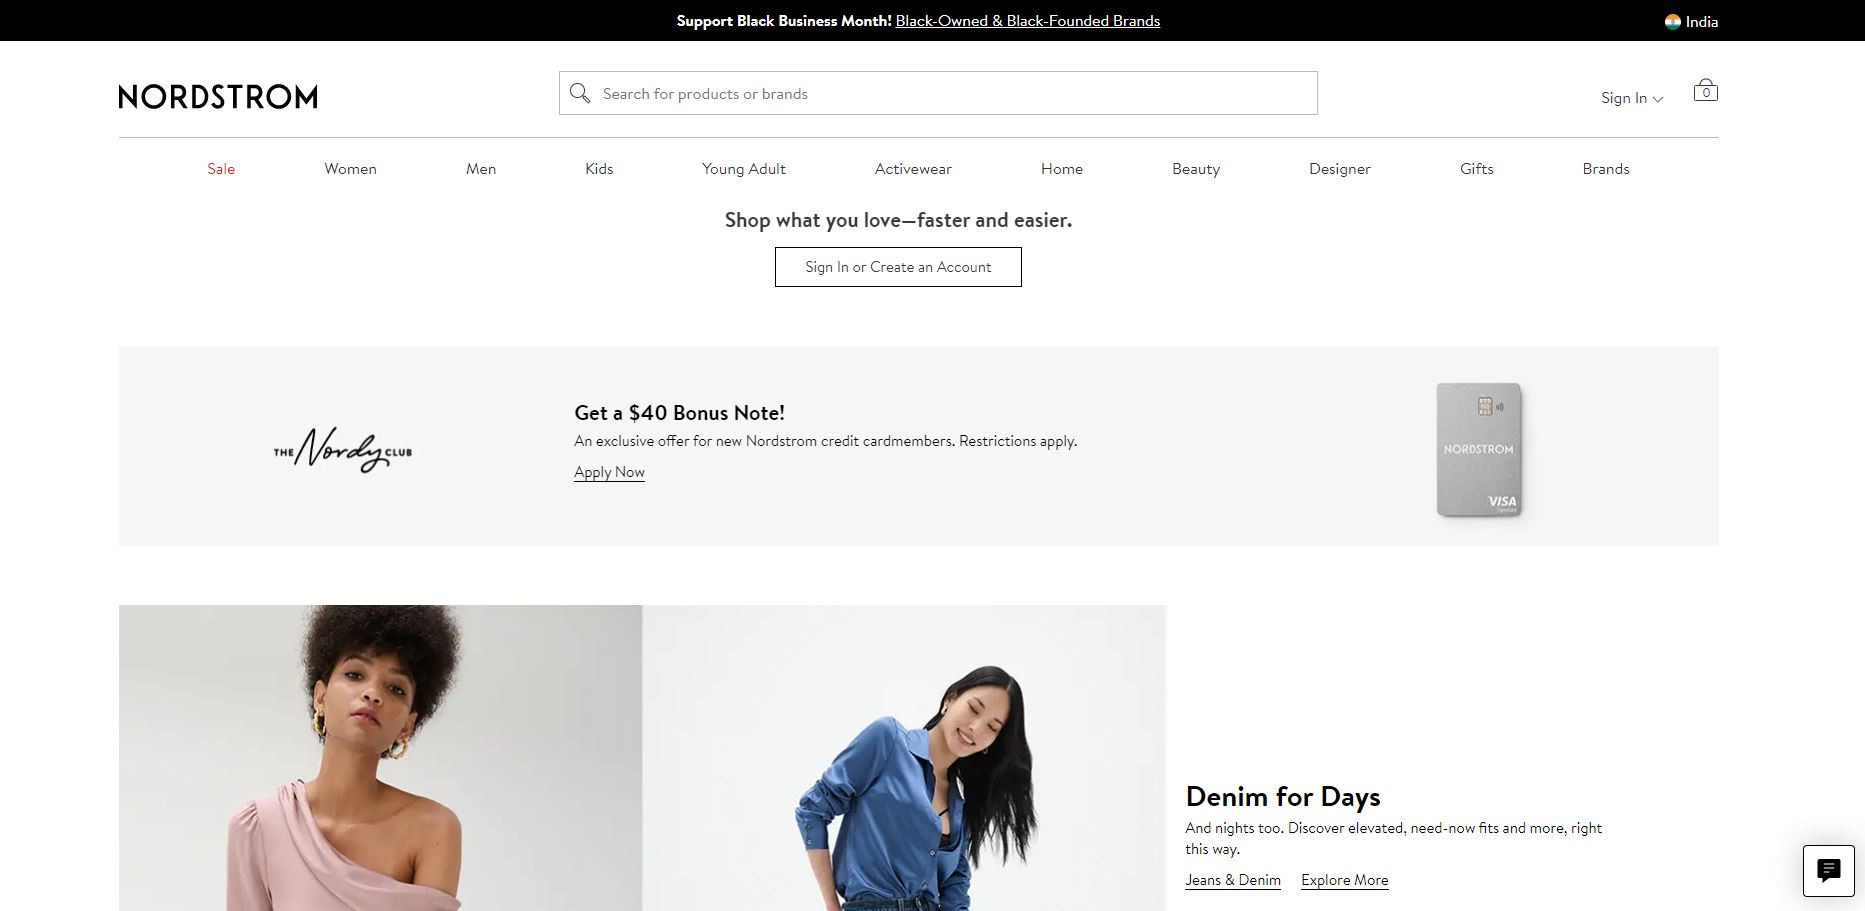 Support Black Business Month! Black-Owned & Black-Founded Brands
India
NORDSTROM
Search for products or brands
Sign In
0
Sale
Women
Men
Kids
Young Adult
Activewear
Home
Beauty
Designer
Gifts
Brands
Shop what you love—faster and easier.
Sign In or Create an Account
THE Nordy CLUB
Get a $40 Bonus Note!
An exclusive offer for new Nordstrom credit cardmembers. Restrictions apply.
Apply Now
NORDSTROM
VISA
Signature
Denim for Days
And nights too. Discover elevated, need-now fits and more, right
this way.
Jeans & Denim
Explore More